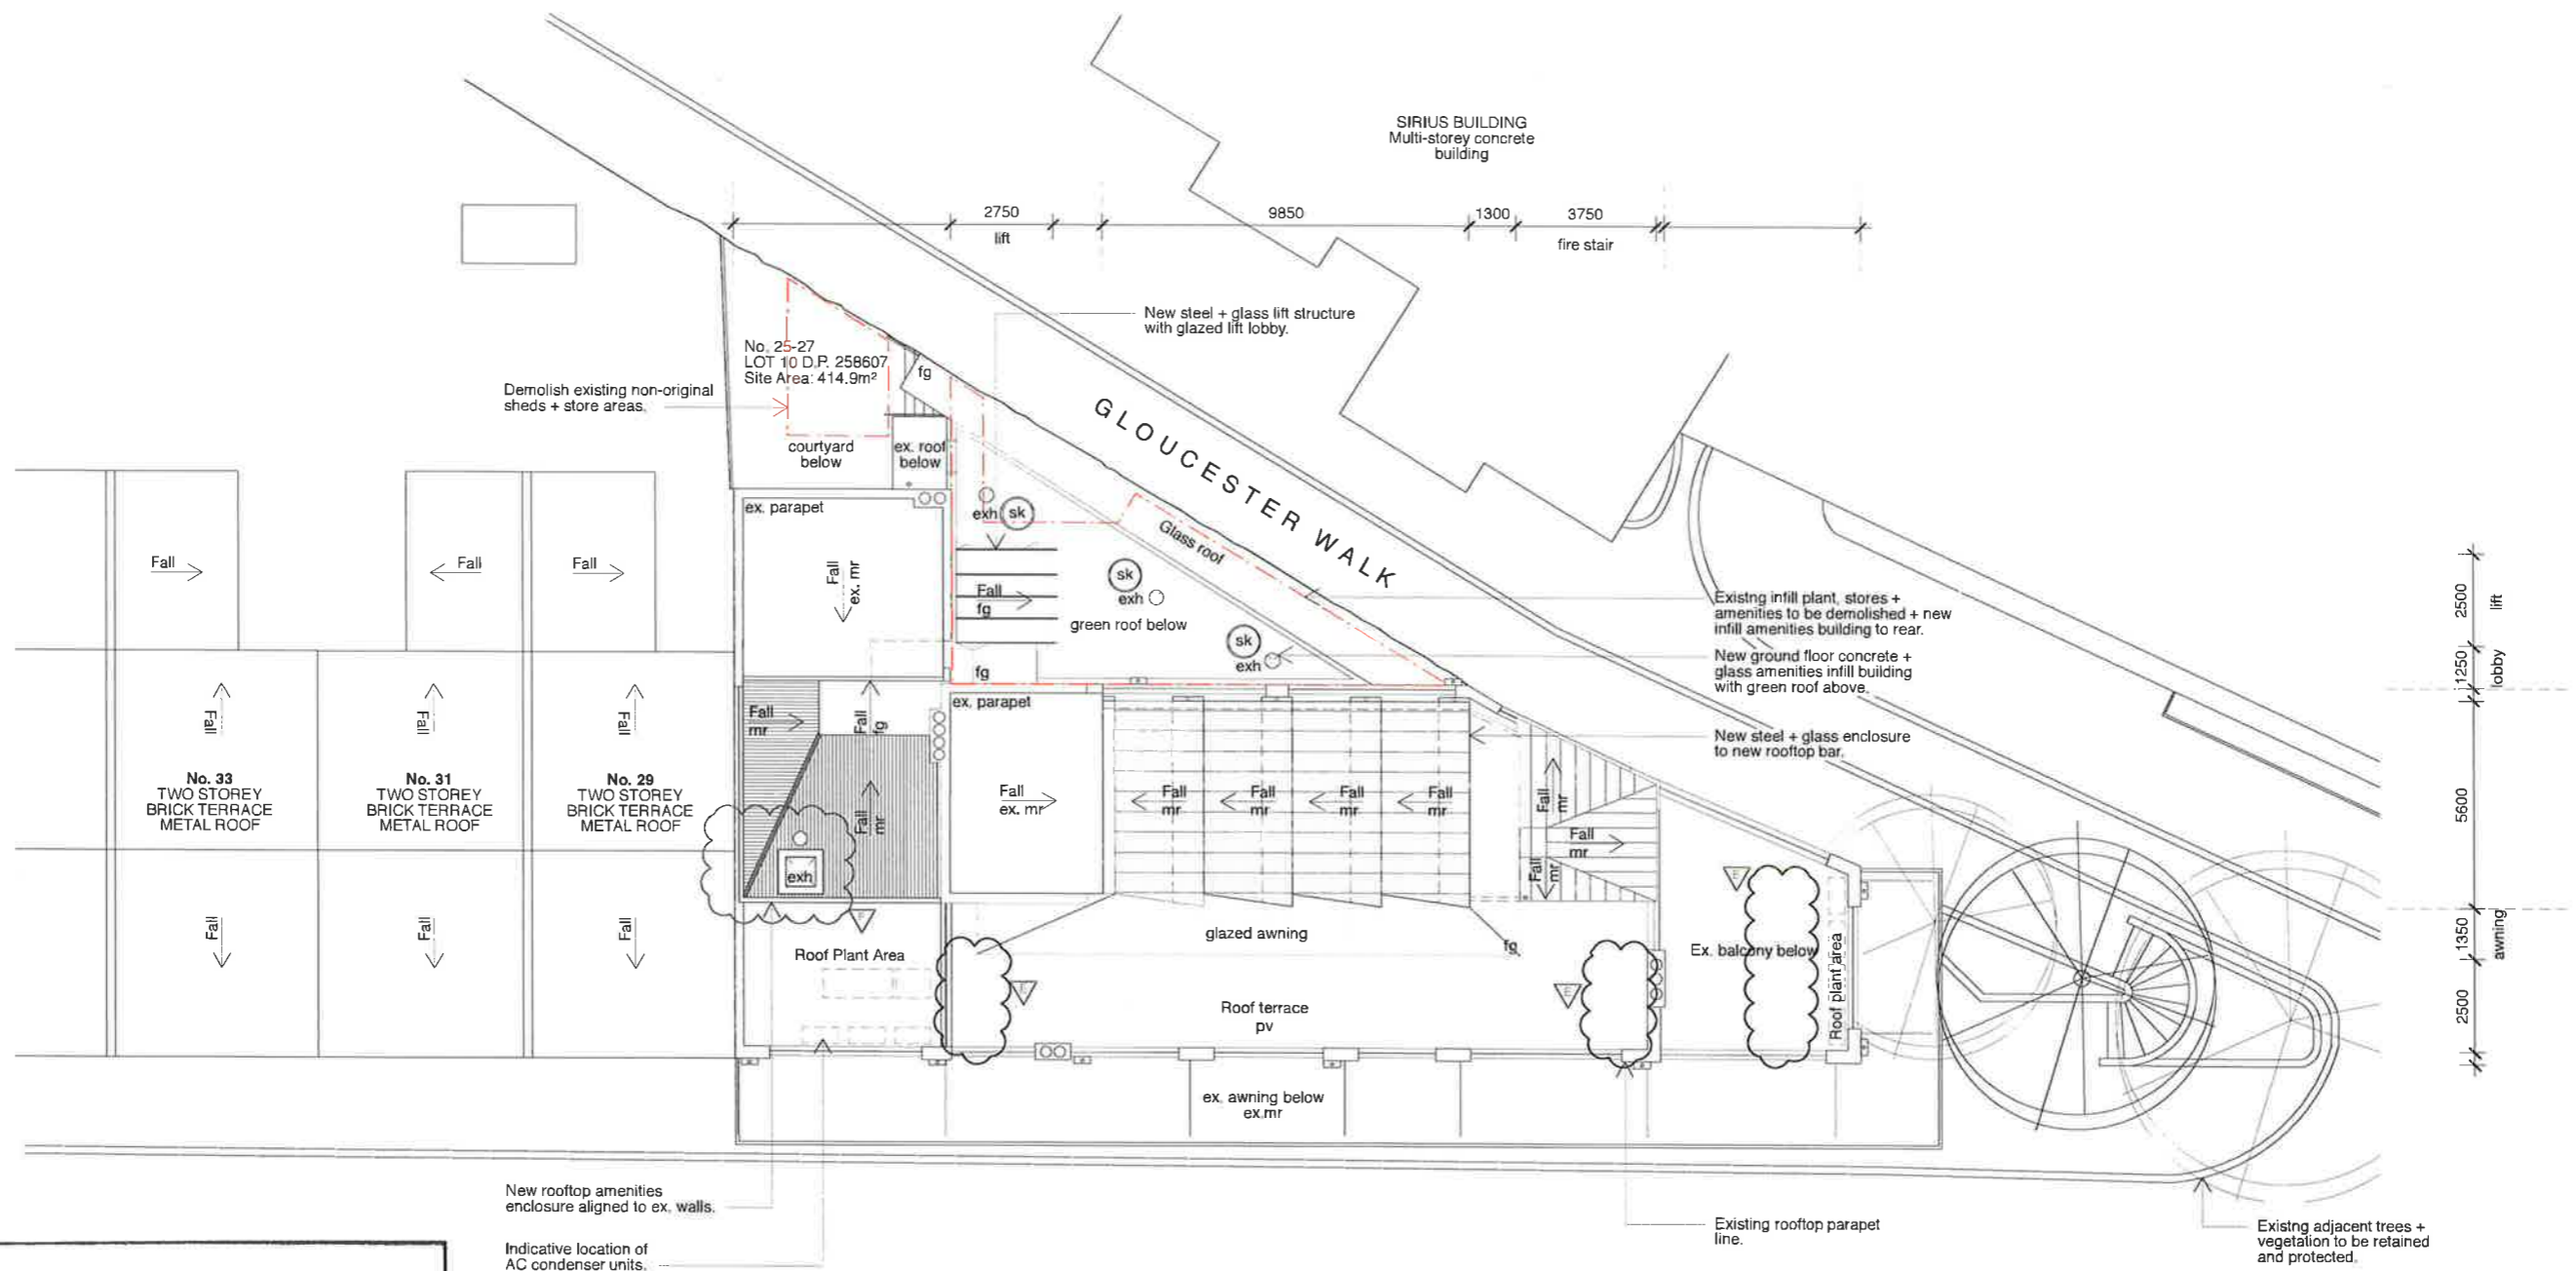 SIRIUS BUILDING
Multi-storey concrete
building
2750
9850
1300
3750
lift
fire stair
New steel + glass lift structure
with glazed lift lobby.
No. 25-27
LOT 10 D.P. 258607
Site Area: 414.9m²
fg
Demolish existing non-original
sheds + store areas.
GLOUCESTER WALK
courtyard
below
ex. roof
below
ex. parapet
exh
sk
Glass roof
Fall
Fall
Fall
Fall
ex. mr
Fall
fg
sk
exh
green roof below
sk
exh
fg
Existng infill plant, stores +
amenities to be demolished + new
infill amenities building to rear.
New ground floor concrete +
glass amenities infill building
with green roof above.
New steel + glass enclosure
to new rooftop bar.
2500
lift
1250
lobby
5600
1350
awning
2500
Fall
Fall
Fall
Fall
mr
Fall
fg
ex. parapet
No. 33
TWO STOREY
BRICK TERRACE
METAL ROOF
No. 31
TWO STOREY
BRICK TERRACE
METAL ROOF
No. 29
TWO STOREY
BRICK TERRACE
METAL ROOF
Fall
mr
Fall
ex. mr
Fall
mr
Fall
mr
Fall
mr
Fall
mr
Fall
mr
Fall
mr
Fall
mr
exh
Fall
Fall
Fall
E
E
E
E
Roof Plant Area
glazed awning
fg
Ex. balcony below
Roof plant area
Roof terrace
pv
ex. awning below
ex.mr
New rooftop amenities
enclosure aligned to ex. walls.
Indicative location of
AC condenser units.
Existing rooftop parapet
line.
Existng adjacent trees +
vegetation to be retained
and protected.